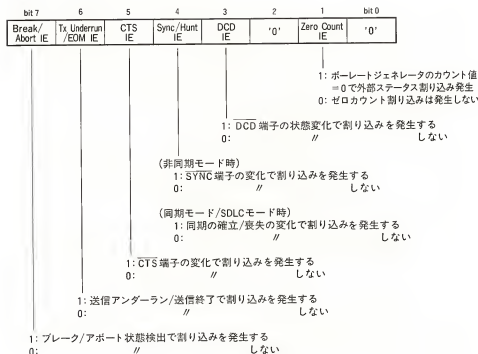 bit 7 6 5 4 3 2 1 bit 0
Break/Abort IE Tx Underrun/EOM IE CTS IE Sync/Hunt IE DCD IE '0' Zero Count IE '0'
1: ボーレートジェネレータのカウント値
=0で外部ステータス割り込み発生
0: ゼロカウント割り込みは発生しない
1: DCD端子の状態変化で割り込みを発生する
0: 〃 しない
(非同期モード時)
1: SYNC端子の変化で割り込みを発生する
0: 〃 しない
(同期モード/SDLCモード時)
1: 同期の確立/喪失の変化で割り込みを発生する
0: 〃 しない
1: CTS端子の変化で割り込みを発生する
0: 〃 しない
1: 送信アンダーラン/送信終了で割り込みを発生する
0: 〃 しない
1: ブレーク/アボート状態検出で割り込みを発生する
0: 〃 しない